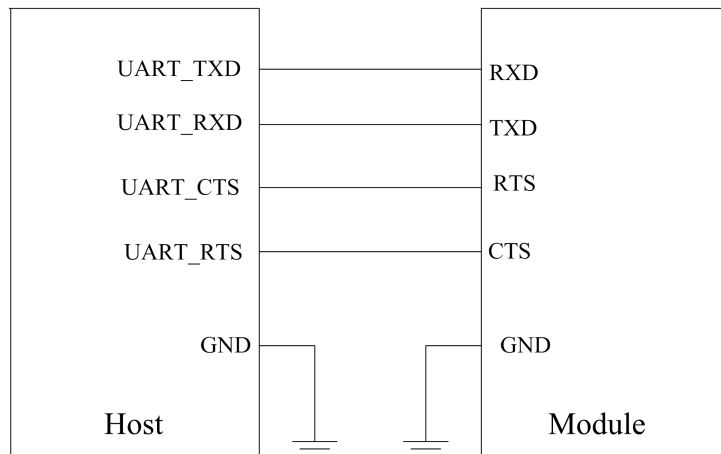 UART_TXD RXD
UART_RXD TXD
UART_CTS RTS
UART_RTS CTS
GND GND
Host Module